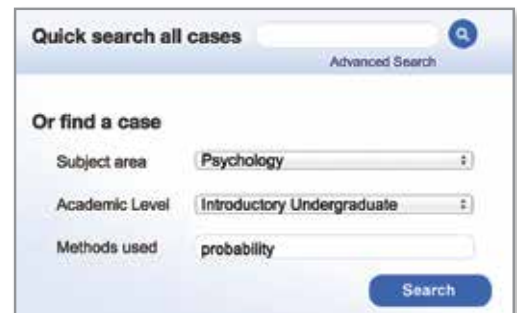 Quick search all cases
Advanced Search
Or find a case
Subject area Psychology
Academic Level Introductory Undergraduate
Methods used probability
Search